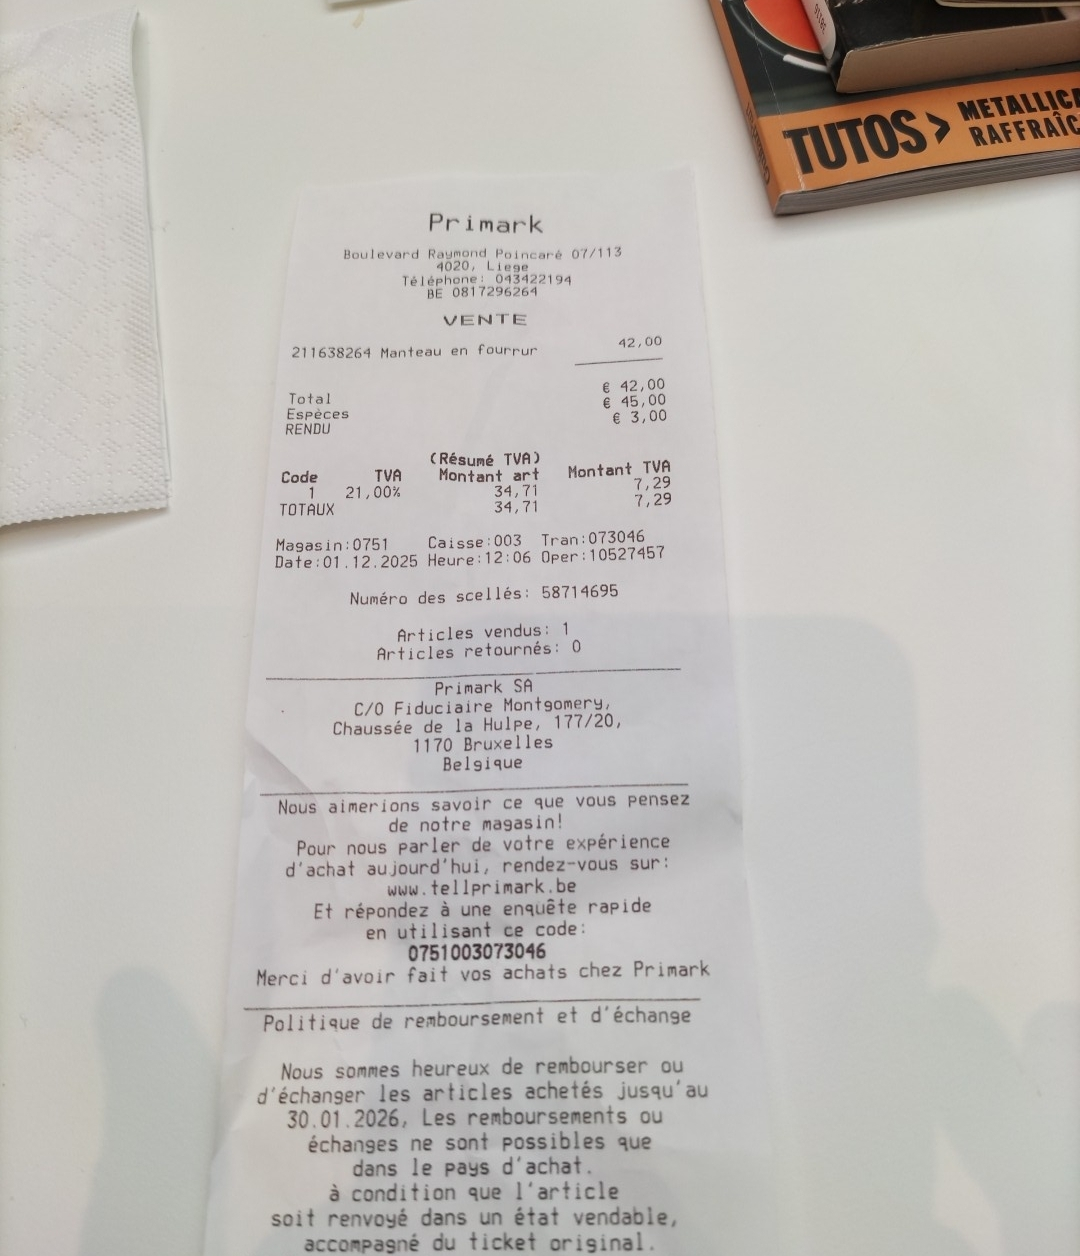 TUTOS > METALLICA
RAFFRAÎC
Primark
Boulevard Raymond Poincaré 07/113
4020, Liege
Téléphone: 043422194
BE 0817296264
VENTE
211638264 Manteau en fourrur 42,00
Total € 42,00
Espèces € 45,00
RENDU € 3,00
(Résumé TVA)
Code TVA Montant art Montant TVA
1 21,00% 34,71 7,29
TOTAUX 34,71 7,29
Magasin:0751 Caisse:003 Tran:073046
Date:01.12.2025 Heure:12:06 Oper:10527457
Numéro des scellés: 58714695
Articles vendus: 1
Articles retournés: 0
Primark SA
C/O Fiduciaire Montgomery,
Chaussée de la Hulpe, 177/20,
1170 Bruxelles
Belgique
Nous aimerions savoir ce que vous pensez
de notre magasin!
Pour nous parler de votre expérience
d'achat aujourd'hui, rendez-vous sur:
www.tellprimark.be
Et répondez à une enquête rapide
en utilisant ce code:
0751003073046
Merci d'avoir fait vos achats chez Primark
Politique de remboursement et d'échange
Nous sommes heureux de rembourser ou
d'échanger les articles achetés jusqu'au
30.01.2026, Les remboursements ou
échanges ne sont possibles que
dans le pays d'achat.
à condition que l'article
soit renvoyé dans un état vendable,
accompagné du ticket original.